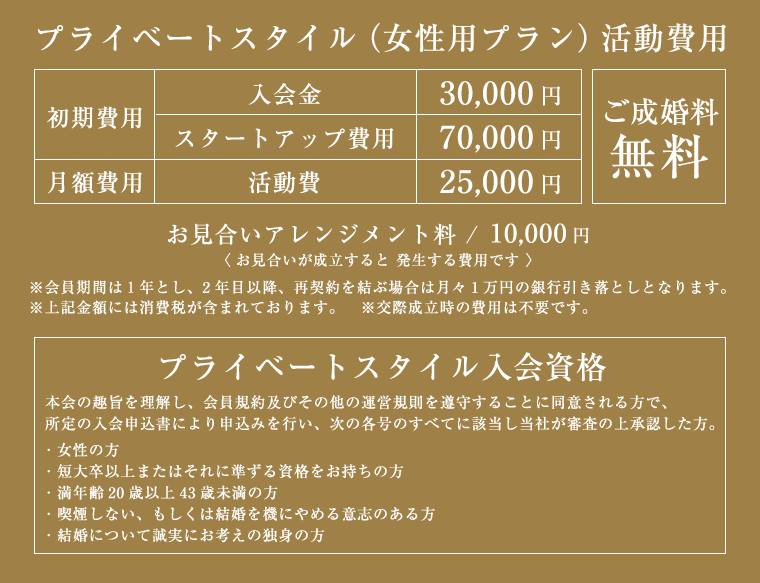 プライベートスタイル（女性用プラン）活動費用
初期費用
入会金
30,000 円
スタートアップ費用
70,000 円
月額費用
活動費
25,000 円
ご成婚料
無料
お見合いアレンジメント料 / 10,000 円
〈 お見合いが成立すると 発生する費用です 〉
※会員期間は１年とし、２年目以降、再契約を結ぶ場合は月々１万円の銀行引き落としとなります。
※上記金額には消費税が含まれております。　※交際成立時の費用は不要です。
プライベートスタイル入会資格
本会の趣旨を理解し、会員規約及びその他の運営規則を遵守することに同意される方で、
所定の入会申込書により申込みを行い、次の各号のすべてに該当し当社が審査の上承認した方。
・女性の方
・短大卒以上またはそれに準ずる資格をお持ちの方
・満年齢 20 歳以上 43 歳未満の方
・喫煙しない、もしくは結婚を機にやめる意志のある方
・結婚について誠実にお考えの独身の方